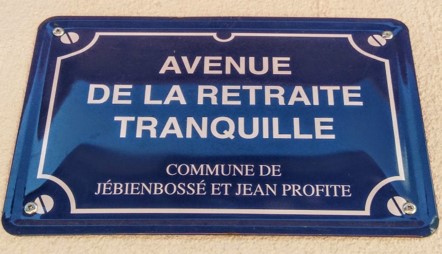 AVENUE
DE LA RETRAITE
TRANQUILLE
COMMUNE DE
JÉBIENBOSSÉ ET JEAN PROFITE